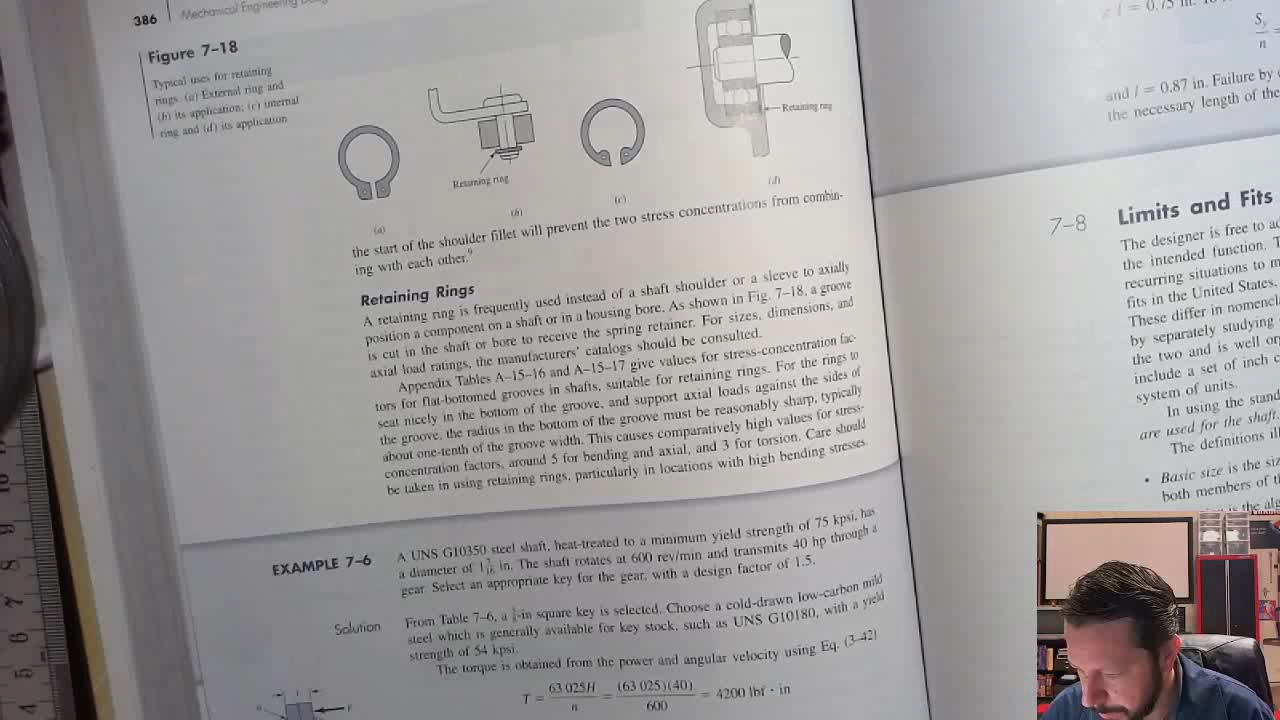 386
Mechanical Engineering
Figure 7–18
Typical uses for retaining
rings. (a) External ring and
(b) its application; (c) internal
ring and (d) its application
Retaining ring
Retaining ring
(a)
(b)
(c)
(d)
the start of the shoulder fillet will prevent the two stress concentrations from combin-
ing with each other.9
Retaining Rings
A retaining ring is frequently used instead of a shaft shoulder or a sleeve to axially
position a component on a shaft or in a housing bore. As shown in Fig. 7–18, a groove
is cut in the shaft or bore to receive the spring retainer. For sizes, dimensions, and
axial load ratings, the manufacturers' catalogs should be consulted.
Appendix Tables A–15–16 and A–15–17 give values for stress-concentration fac-
tors for flat-bottomed grooves in shafts, suitable for retaining rings. For the rings to
seat nicely in the bottom of the groove, and support axial loads against the sides of
the groove, the radius in the bottom of the groove must be reasonably sharp, typically
about one-tenth of the groove width. This causes comparatively high values for stress-
concentration factors, around 5 for bending and axial, and 3 for torsion. Care should
be taken in using retaining rings, particularly in locations with high bending stresses.
EXAMPLE 7–6
A UNS G10350 steel shaft, heat-treated to a minimum yield strength of 75 kpsi, has
a diameter of in. The shaft rotates at 600 rev/min and transmits 40 hp through a
gear. Select an appropriate key for the gear, with a design factor of 1.5.
Solution
From Table 7–6, a -in square key is selected. Choose a cold-drawn low-carbon mild
steel which is generally available for key stock, such as UNS G10180, with a yield
strength of 54 kpsi.
The torque is obtained from the power and angular velocity using Eq. (3–42)
T = 63 025H / n = (63 025)(40) / 600 = 4200 lbf · in
l = 0.75 in.
Sy / n =
and l = 0.87 in. Failure by
the necessary length of the
7–8
Limits and Fits
The designer is free to
the intended function.
recurring situations to
fits in the United States,
These differ in
by separately studying
the two and is well
include a set of inch
system of units.
In using the
are used for the shaft.
The definitions
• Basic size is the
both members of
is the